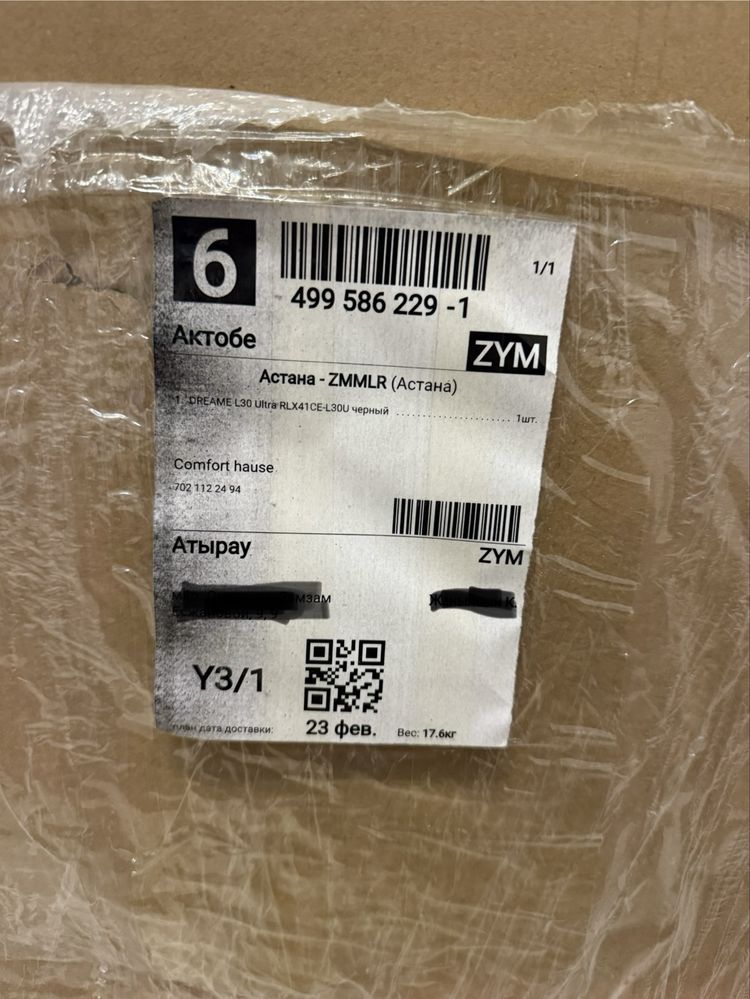 6
499 586 229 -1
1/1
Актобе
ZYM
Астана - ZMMLR (Астана)
1. DREAME L30 Ultra RLX41CE-L30U черный ........................ 1шт.
Comfort hause
702 112 24 94
Атырау
ZYM
Y3/1
план дата доставки: 23 фев. Вес: 17.6кг